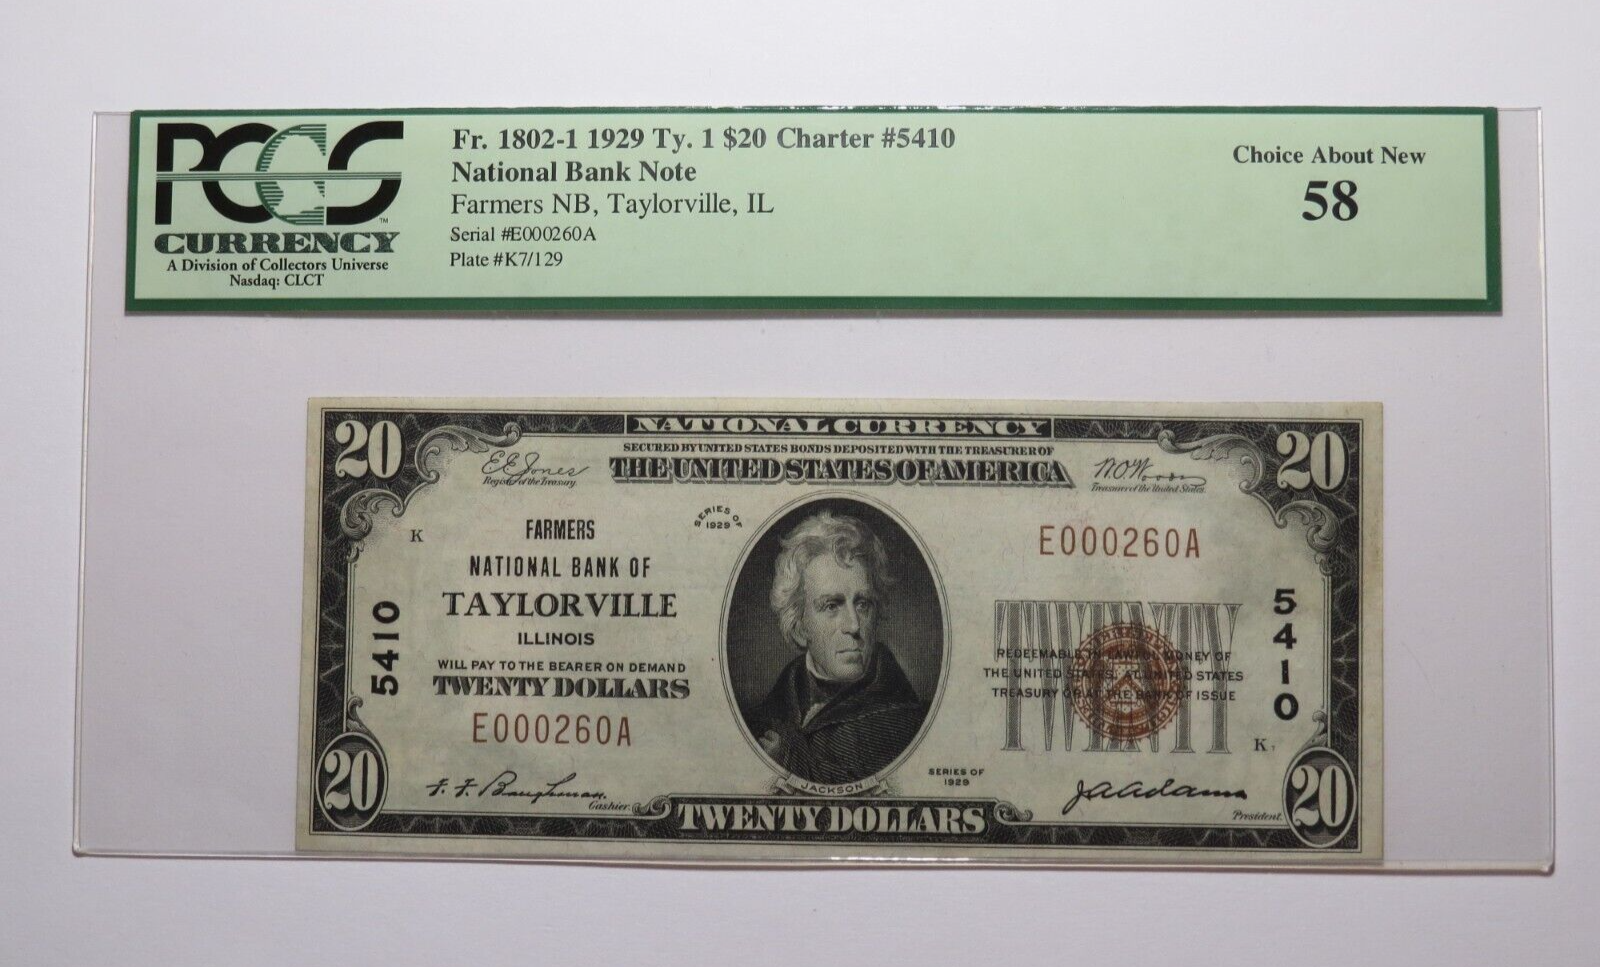 PCGS
TM
CURRENCY
A Division of Collectors Universe
Nasdaq: CLCT
Fr. 1802-1 1929 Ty. 1 $20 Charter #5410
National Bank Note
Farmers NB, Taylorville, IL
Serial #E000260A
Plate #K7/129
Choice About New
58
NATIONAL CURRENCY
SECURED BY UNITED STATES BONDS DEPOSITED WITH THE TREASURER OF
THE UNITED STATES OF AMERICA
20
20
E.E. Jones
Register of the Treasury.
W.O. Woods
Treasurer of the United States.
K
FARMERS
NATIONAL BANK OF
TAYLORVILLE
ILLINOIS
WILL PAY TO THE BEARER ON DEMAND
TWENTY DOLLARS
E000260A
5410
SERIES OF
1929
E000260A
TWENTY
REDEEMABLE IN LAWFUL MONEY OF
THE UNITED STATES AT UNITED STATES
TREASURY OR AT THE BANK OF ISSUE
5410
K
20
F. F. Baughman.
Cashier.
JACKSON
SERIES OF
1929
J A Adams
President.
20
TWENTY DOLLARS